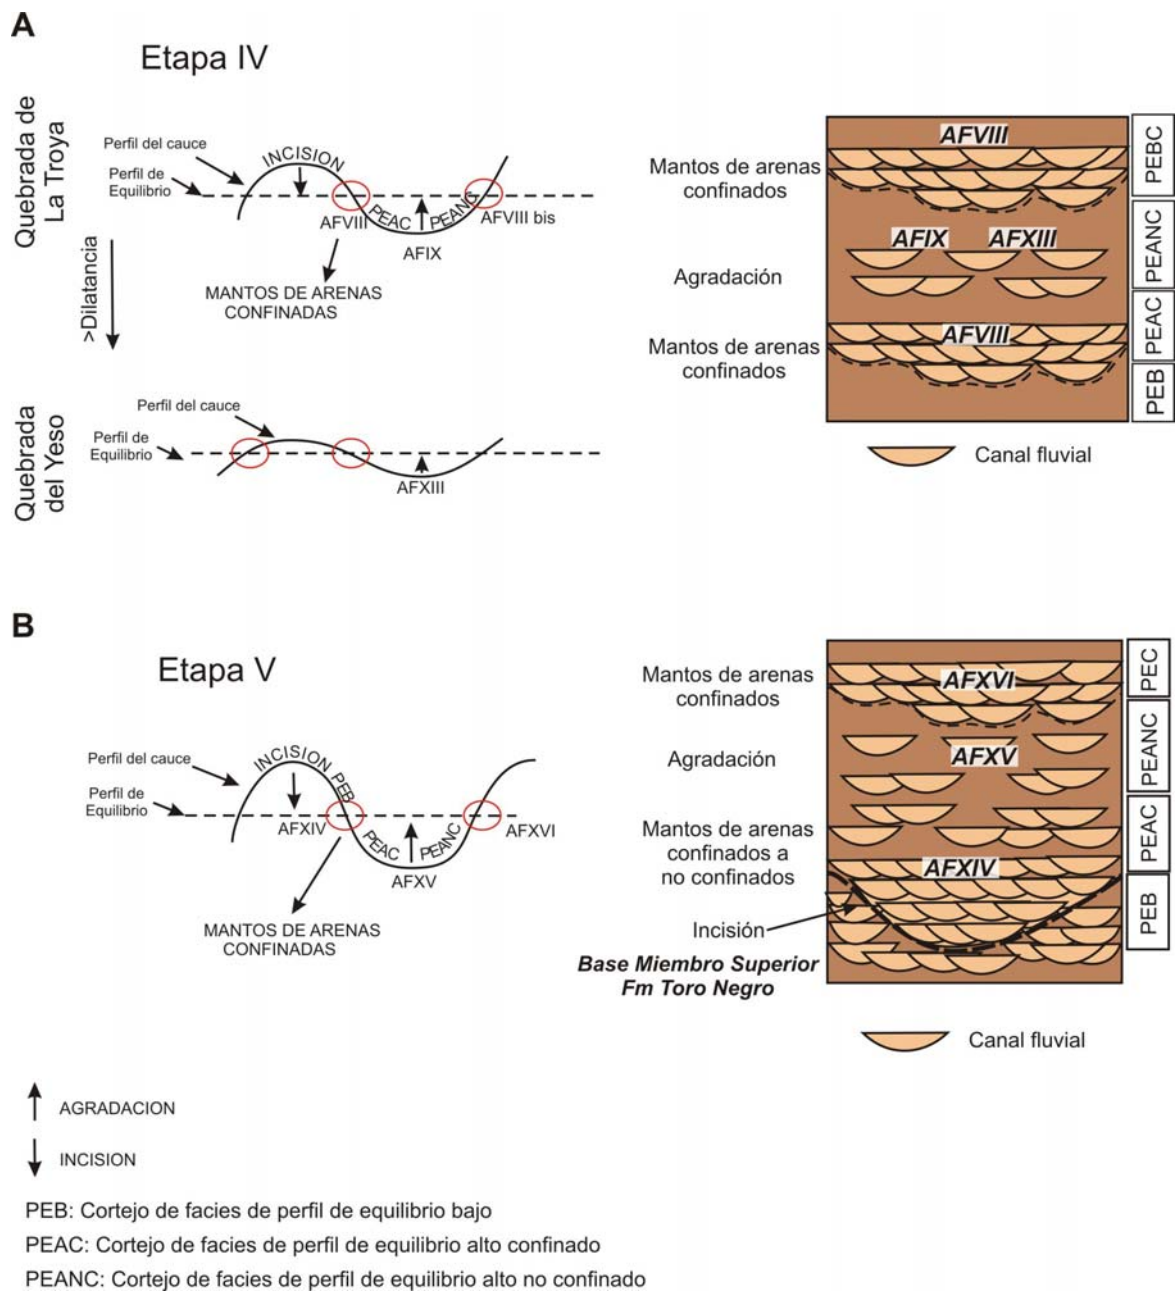 A
Etapa IV
Quebrada de
La Troya
Perfil del cauce
Perfil de
Equilibrio
INCISION
AFVIII
PEAC
PEANC
AFIX
AFVIII bis
MANTOS DE ARENAS
CONFINADAS
>Dilatancia
Quebrada
del Yeso
Perfil del cauce
Perfil de
Equilibrio
AFXIII
Mantos de arenas
confinados
Agradación
Mantos de arenas
confinados
AFVIII
AFIX
AFXIII
AFVIII
PEBC
PEANC
PEAC
PEB
Canal fluvial
B
Etapa V
Perfil del cauce
Perfil de
Equilibrio
INCISION PEB
AFXIV
PEAC
PEANC
AFXV
AFXVI
MANTOS DE ARENAS
CONFINADAS
Mantos de arenas
confinados
Agradación
Mantos de arenas
confinados a
no confinados
Incisión
Base Miembro Superior
Fm Toro Negro
AFXVI
AFXV
AFXIV
PEC
PEANC
PEAC
PEB
Canal fluvial
AGRADACION
INCISION
PEB: Cortejo de facies de perfil de equilibrio bajo
PEAC: Cortejo de facies de perfil de equilibrio alto confinado
PEANC: Cortejo de facies de perfil de equilibrio alto no confinado